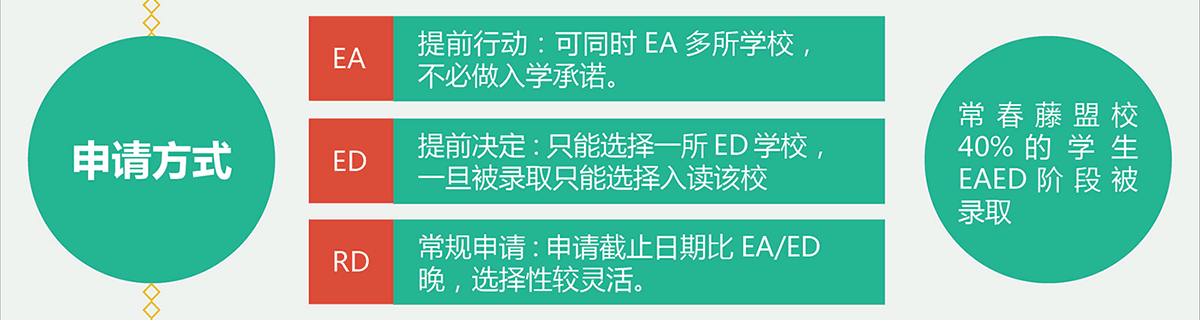 申请方式
EA
提前行动：可同时 EA 多所学校，
不必做入学承诺。
ED
提前决定：只能选择一所 ED 学校，
一旦被录取只能选择入读该校
RD
常规申请：申请截止日期比 EA/ED
晚，选择性较灵活。
常春藤盟校
40% 的学生
EAED 阶段被
录取